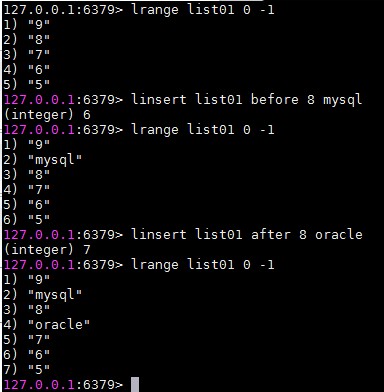 127.0.0.1:6379> lrange list01 0 -1
1) "9"
2) "8"
3) "7"
4) "6"
5) "5"
127.0.0.1:6379> linsert list01 before 8 mysql
(integer) 6
127.0.0.1:6379> lrange list01 0 -1
1) "9"
2) "mysql"
3) "8"
4) "7"
5) "6"
6) "5"
127.0.0.1:6379> linsert list01 after 8 oracle
(integer) 7
127.0.0.1:6379> lrange list01 0 -1
1) "9"
2) "mysql"
3) "8"
4) "oracle"
5) "7"
6) "6"
7) "5"
127.0.0.1:6379>